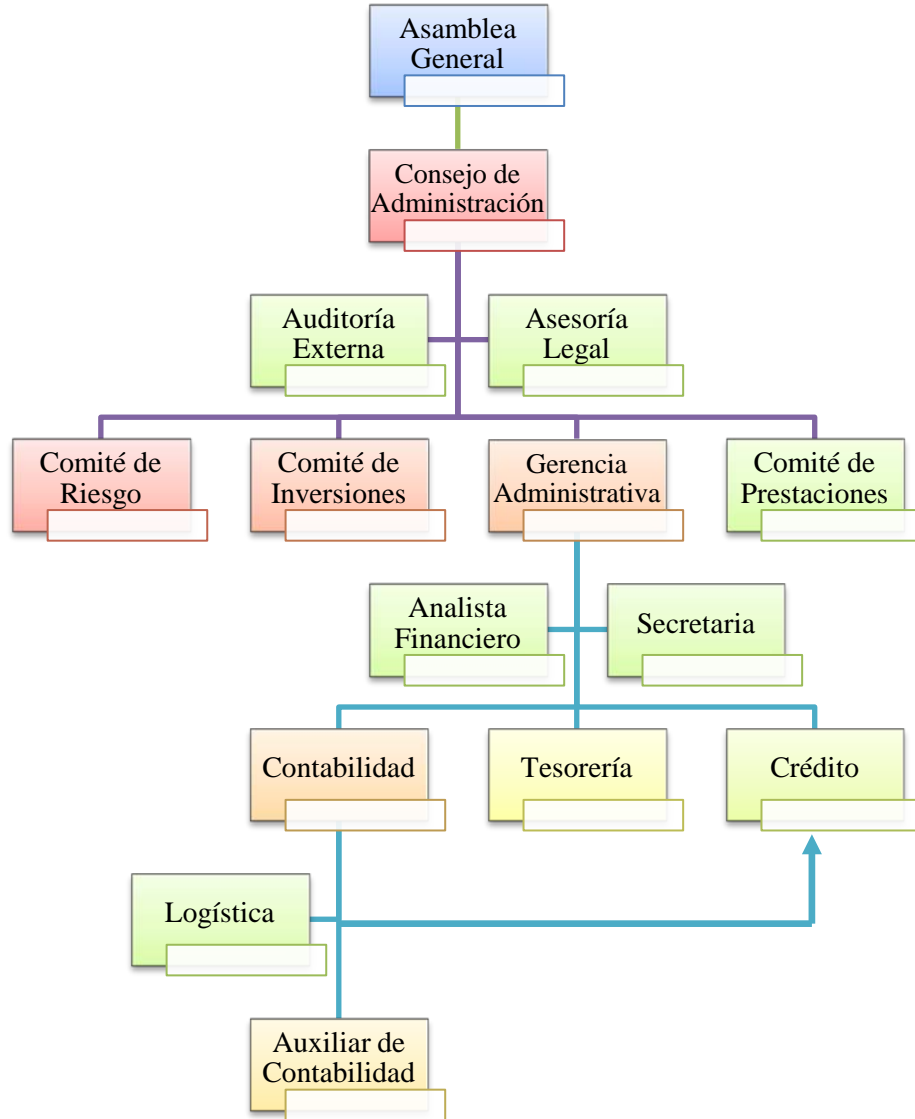 Asamblea
General
Consejo de
Administración
Auditoría
Externa
Asesoría
Legal
Comité de
Riesgo
Comité de
Inversiones
Gerencia
Administrativa
Comité de
Prestaciones
Analista
Financiero
Secretaria
Contabilidad
Tesorería
Crédito
Logística
Auxiliar de
Contabilidad